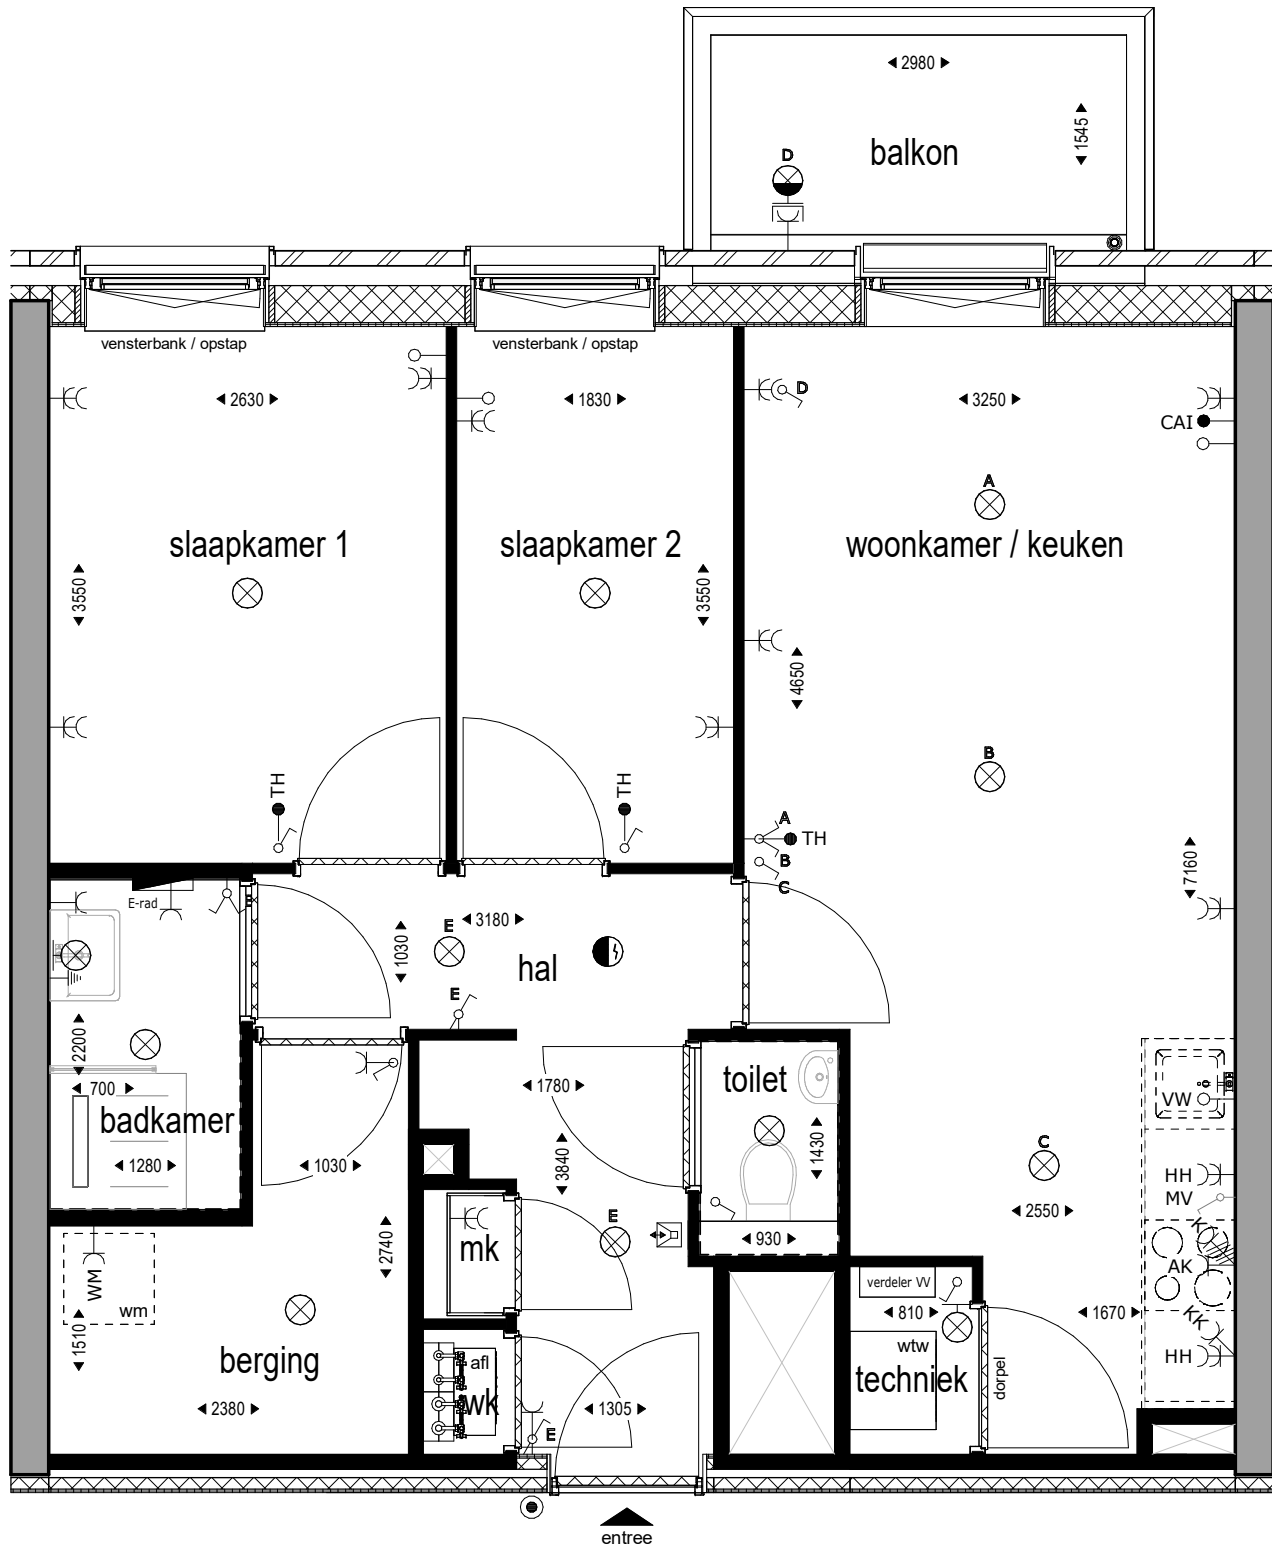 2980
1545
balkon
D
vensterbank / opstap
vensterbank / opstap
2630
1830
3250
D
CAI
A
slaapkamer 1
slaapkamer 2
woonkamer / keuken
3550
3550
4650
B
TH
TH
A
TH
B
C
7160
E-rad
3180
E
1030
hal
E
2200
700
badkamer
1280
1030
1780
toilet
1430
3840
VW
C
HH
MV
2550
930
E
mk
2740
WM
wm
1510
berging
2380
afl
wk
E
1305
verdeler VV
810
wtw
techniek
dorpel
1670
AK
KK
HH
entree